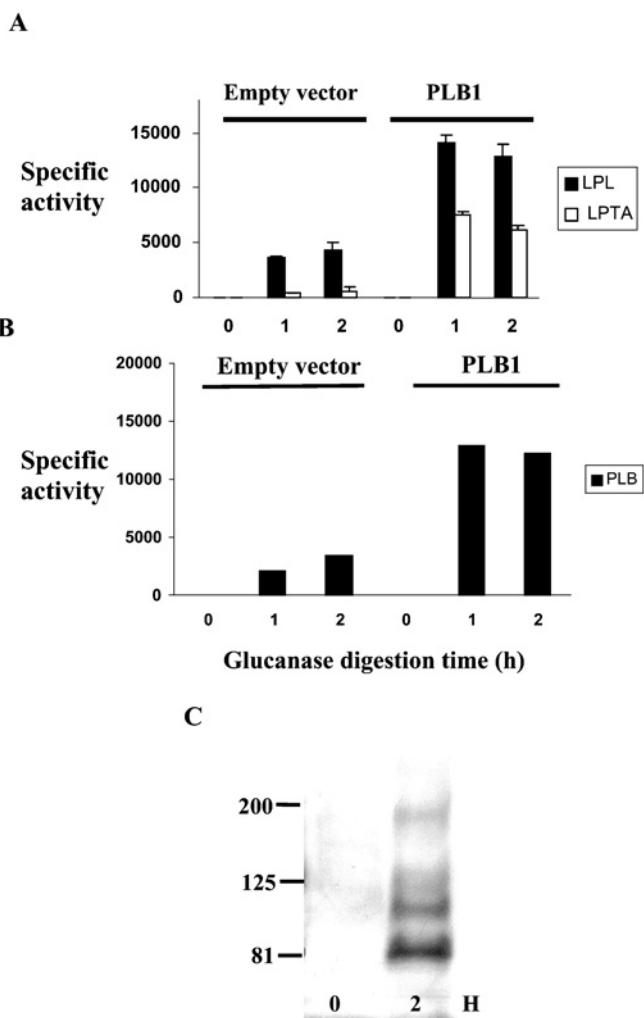 A
Empty vector
PLB1
15000
Specific activity
10000
5000
0
LPL
LPTA
0 1 2 0 1 2
B
20000
Empty vector
PLB1
15000
Specific activity
10000
5000
0
PLB
0 1 2 0 1 2
Glucanase digestion time (h)
C
200
125
81
0 2 H